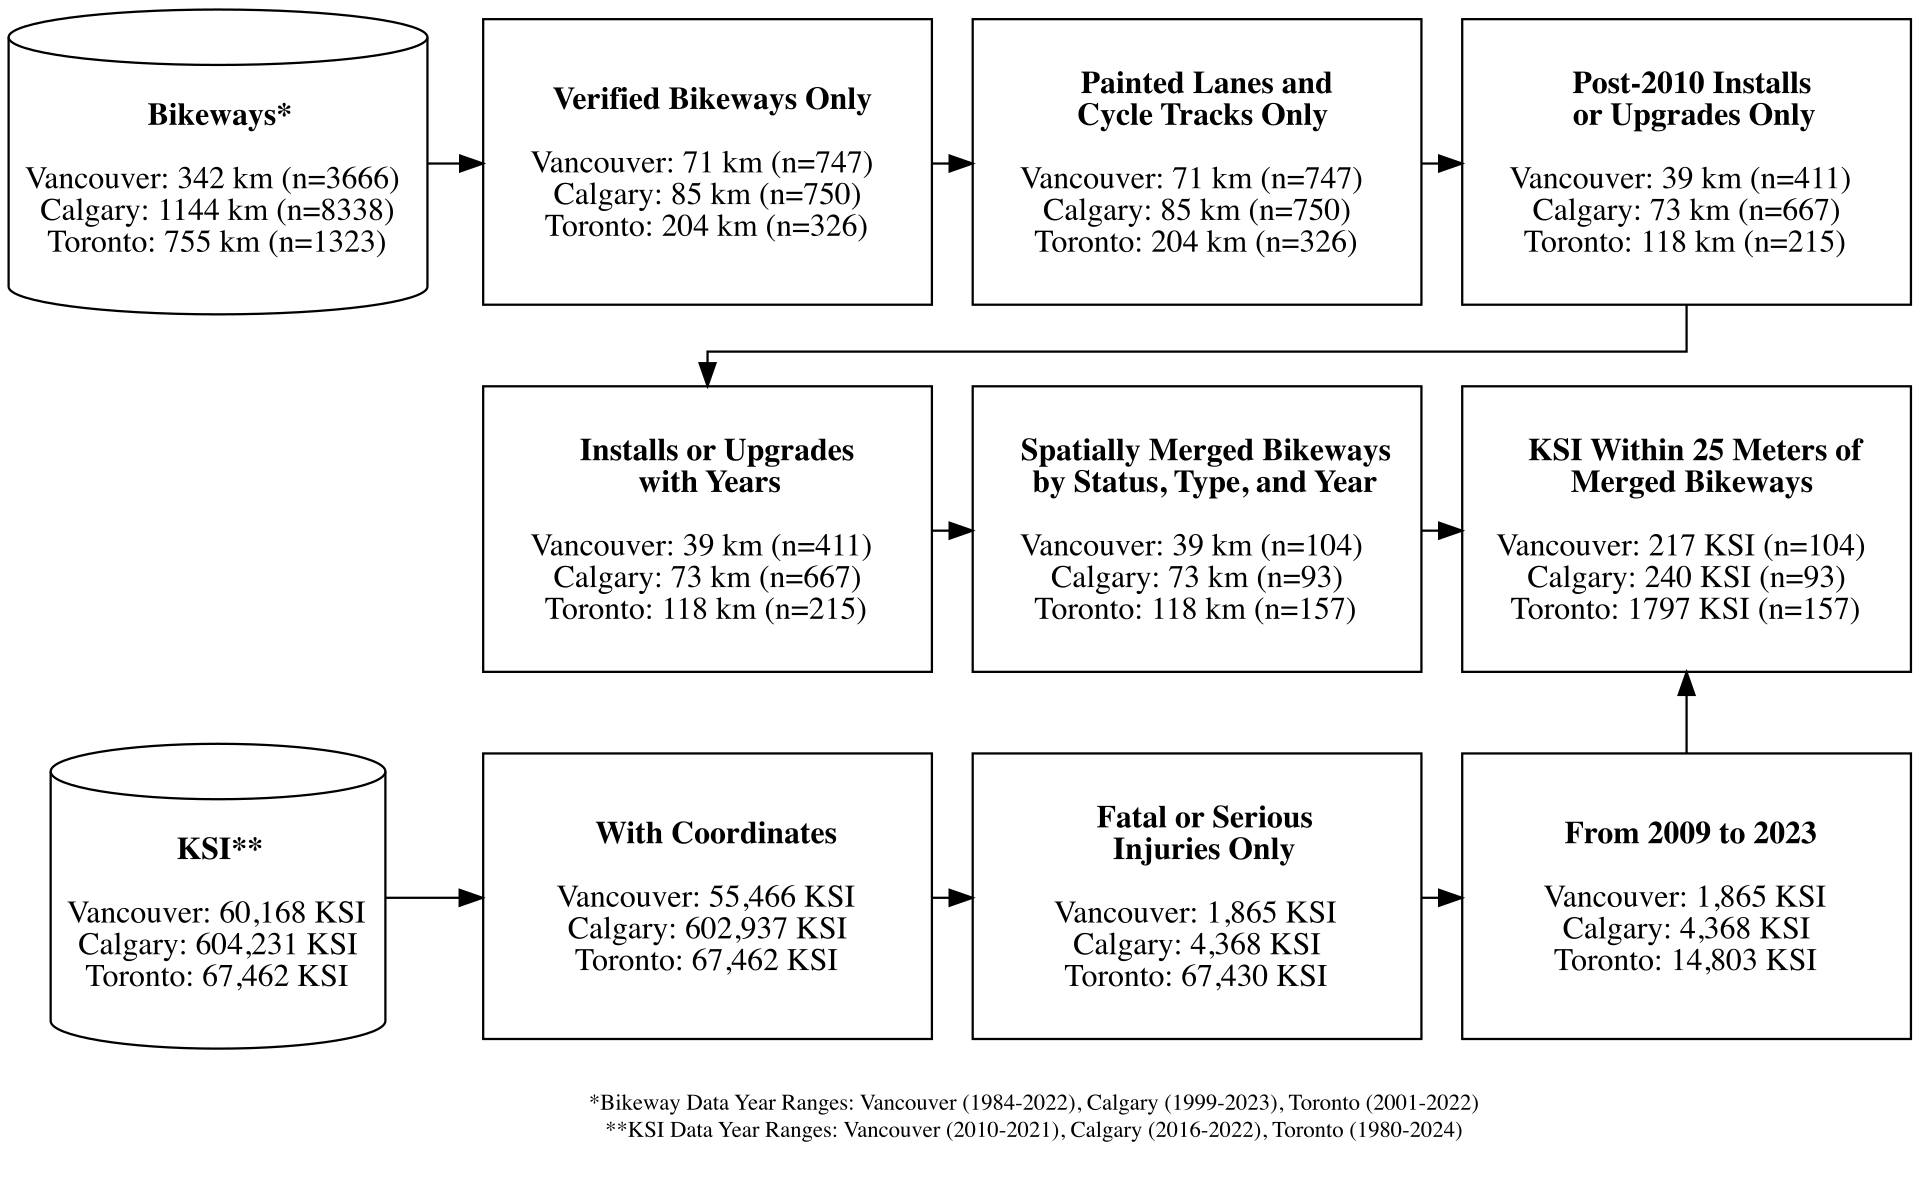 Bikeways*
Vancouver: 342 km (n=3666)
Calgary: 1144 km (n=8338)
Toronto: 755 km (n=1323)
Verified Bikeways Only
Vancouver: 71 km (n=747)
Calgary: 85 km (n=750)
Toronto: 204 km (n=326)
Painted Lanes and
Cycle Tracks Only
Vancouver: 71 km (n=747)
Calgary: 85 km (n=750)
Toronto: 204 km (n=326)
Post-2010 Installs
or Upgrades Only
Vancouver: 39 km (n=411)
Calgary: 73 km (n=667)
Toronto: 118 km (n=215)
Installs or Upgrades
with Years
Vancouver: 39 km (n=411)
Calgary: 73 km (n=667)
Toronto: 118 km (n=215)
Spatially Merged Bikeways
by Status, Type, and Year
Vancouver: 39 km (n=104)
Calgary: 73 km (n=93)
Toronto: 118 km (n=157)
KSI Within 25 Meters of
Merged Bikeways
Vancouver: 217 KSI (n=104)
Calgary: 240 KSI (n=93)
Toronto: 1797 KSI (n=157)
KSI**
Vancouver: 60,168 KSI
Calgary: 604,231 KSI
Toronto: 67,462 KSI
With Coordinates
Vancouver: 55,466 KSI
Calgary: 602,937 KSI
Toronto: 67,462 KSI
Fatal or Serious
Injuries Only
Vancouver: 1,865 KSI
Calgary: 4,368 KSI
Toronto: 67,430 KSI
From 2009 to 2023
Vancouver: 1,865 KSI
Calgary: 4,368 KSI
Toronto: 14,803 KSI
*Bikeway Data Year Ranges: Vancouver (1984-2022), Calgary (1999-2023), Toronto (2001-2022)
**KSI Data Year Ranges: Vancouver (2010-2021), Calgary (2016-2022), Toronto (1980-2024)